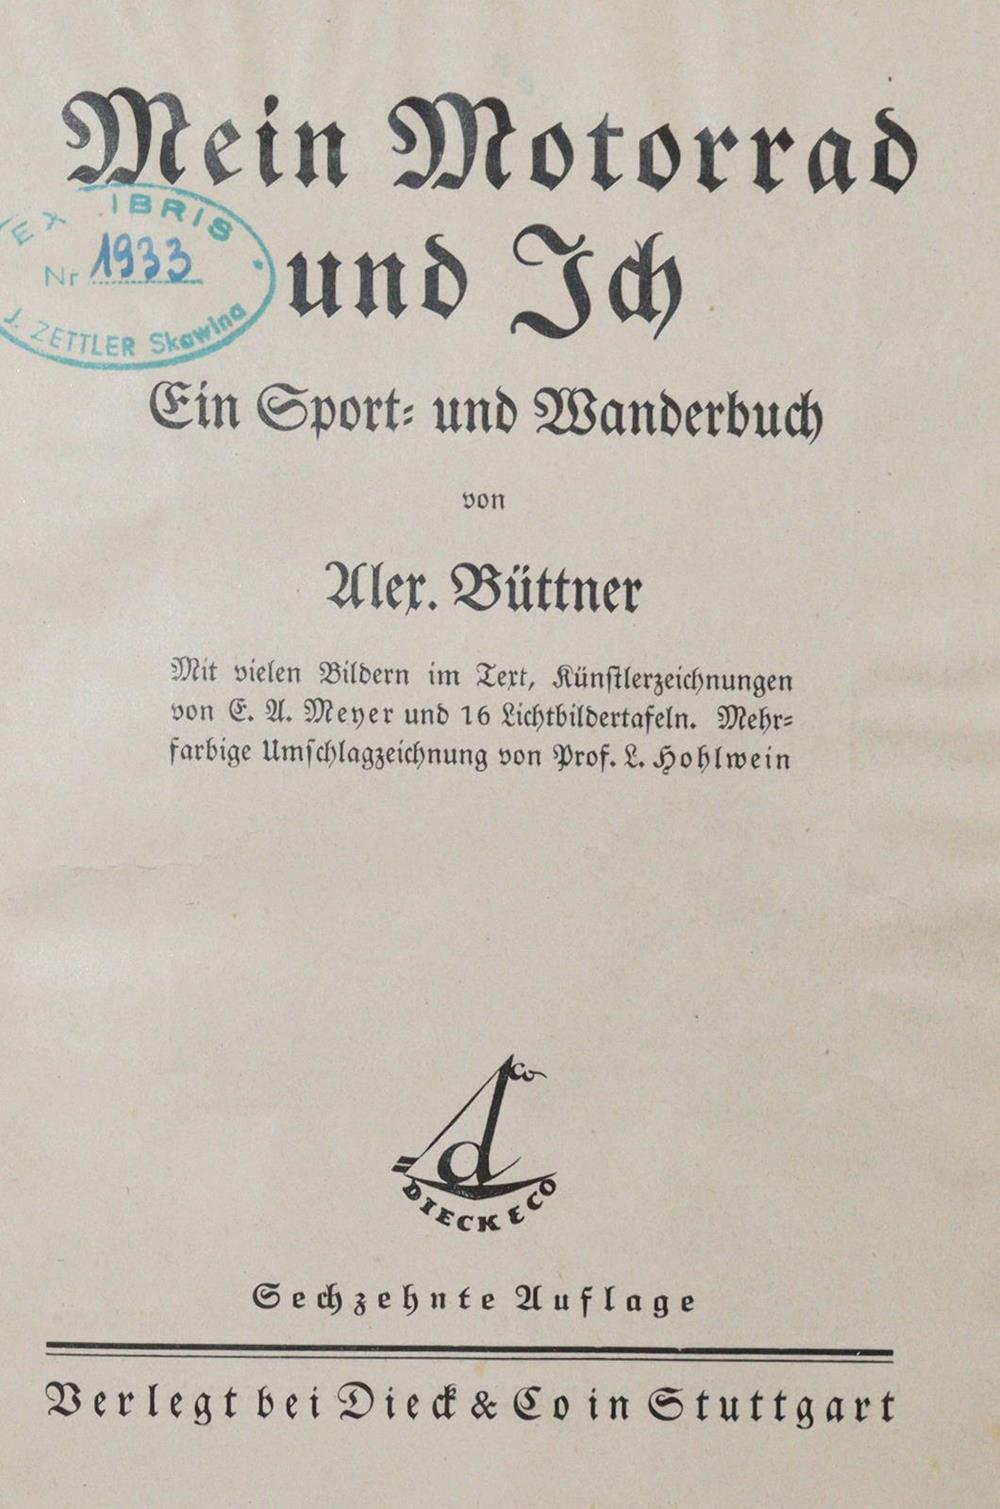 Mein Motorrad
und Ich
EX LIBRIS
Nr 1933
J. ZETTLER Skawina
Ein Sport- und Wanderbuch
von
Alex. Büttner
Mit vielen Bildern im Text, Künstlerzeichnungen
von E. A. Meyer und 16 Lichtbildertafeln. Mehr-
farbige Umschlagzeichnung von Prof. L. Hohlwein
d Co
DIECK & CO
Sechzehnte Auflage
Verlegt bei Dieck & Co in Stuttgart